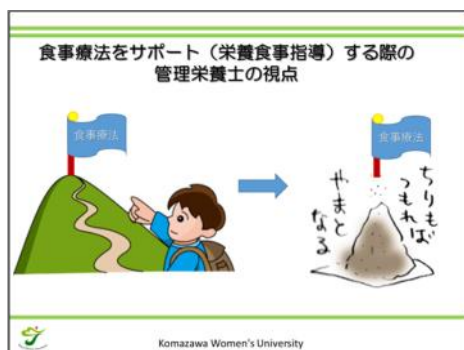 食事療法をサポート（栄養食事指導）する際の
管理栄養士の視点
食事療法
食事療法
ちりもば
つもれば
やまと
なる
Komazawa Women's University